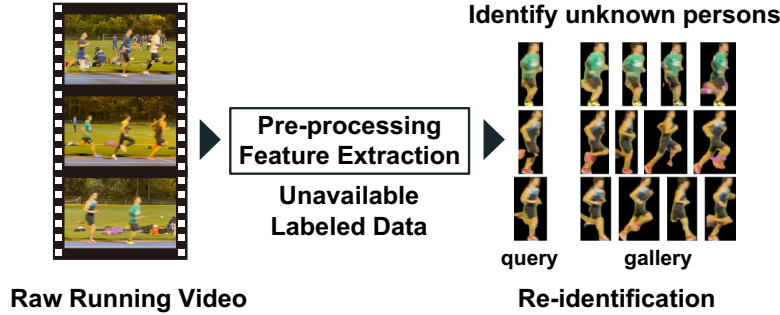 Identify unknown persons
Pre-processing
Feature Extraction
Unavailable
Labeled Data
query
gallery
Raw Running Video
Re-identification